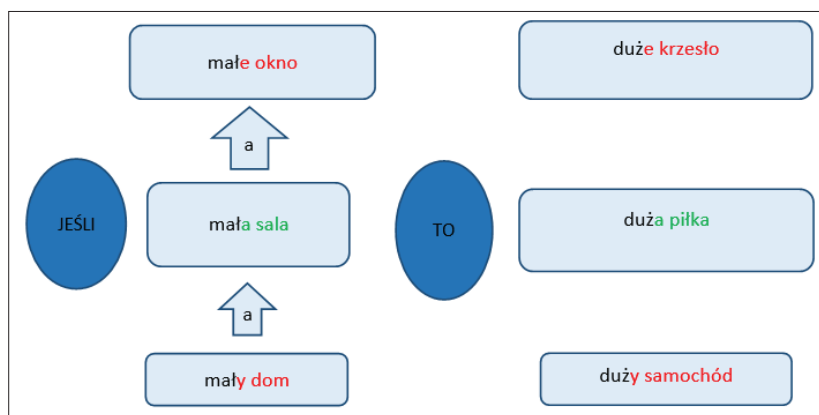 małe okno
duże krzesło
a
JEŚLI
mała sala
TO
duża piłka
a
mały dom
duży samochód